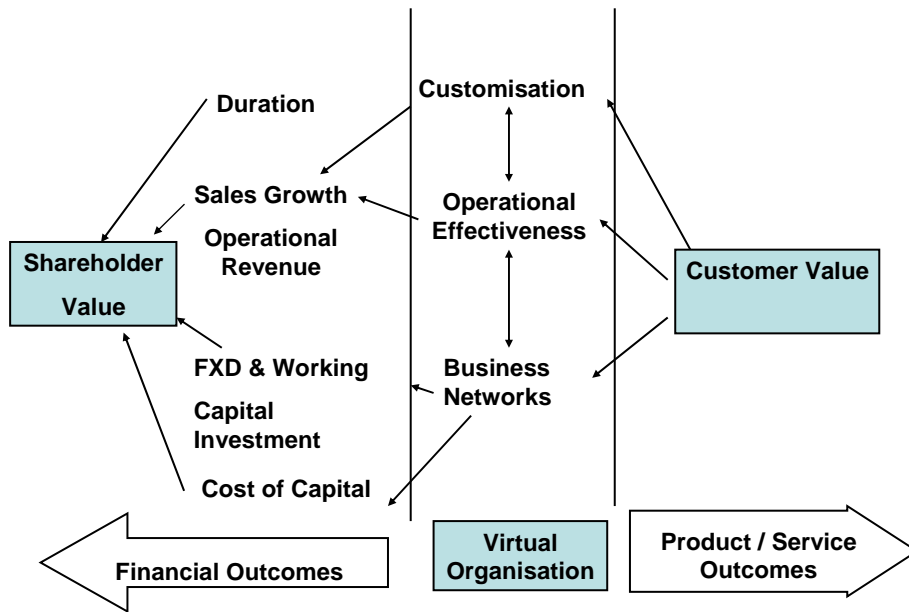 Duration
Sales Growth
Operational
Revenue
Shareholder
Value
FXD & Working
Capital
Investment
Cost of Capital
Financial Outcomes
Customisation
Operational
Effectiveness
Business
Networks
Virtual
Organisation
Customer Value
Product / Service
Outcomes